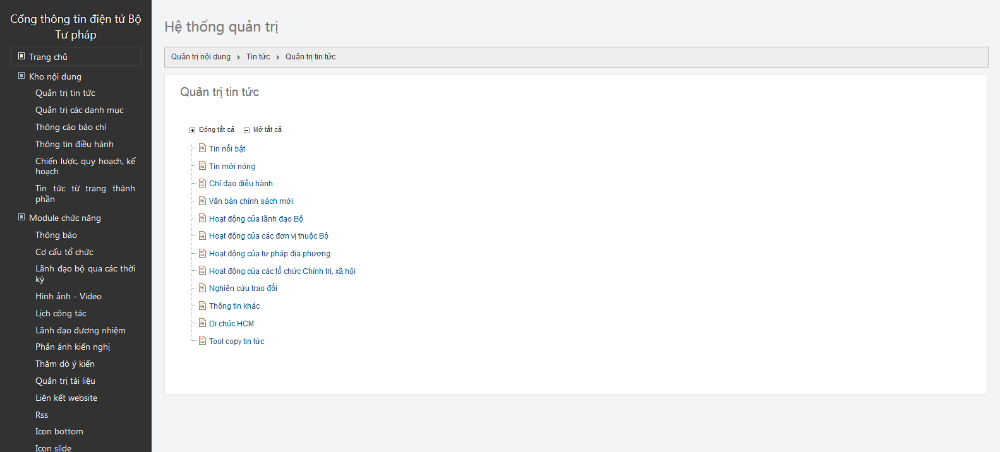 Cổng thông tin điện tử Bộ
Tư pháp
Trang chủ
Kho nội dung
Quản trị tin tức
Quản trị các danh mục
Thông cáo báo chí
Thông tin điều hành
Chiến lược, quy hoạch, kế
hoạch
Tin tức từ trang thành
phần
Module chức năng
Thông báo
Cơ cấu tổ chức
Lãnh đạo bộ qua các thời
kỳ
Hình ảnh - Video
Lịch công tác
Lãnh đạo đương nhiệm
Phản ánh kiến nghị
Thăm dò ý kiến
Quản trị tài liệu
Liên kết website
Rss
Icon bottom
Icon slide
Hệ thống quản trị
Quản trị nội dung Tin tức Quản trị tin tức
Quản trị tin tức
Đóng tất cả Mở tất cả
Tin nổi bật
Tin mới nóng
Chỉ đạo điều hành
Văn bản chính sách mới
Hoạt động của lãnh đạo Bộ
Hoạt động của các đơn vị thuộc Bộ
Hoạt động của tư pháp địa phương
Hoạt động của các tổ chức Chính trị, xã hội
Nghiên cứu trao đổi
Thông tin khác
Di chúc HCM
Tool copy tin tức